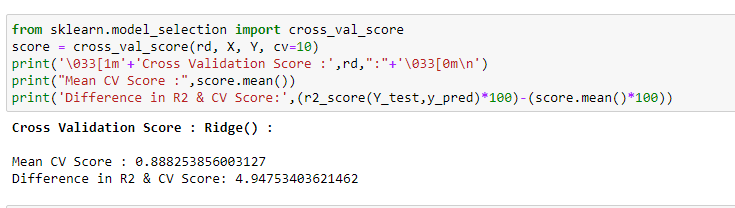 from sklearn.model_selection import cross_val_score
score = cross_val_score(rd, X, Y, cv=10)
print('\033[1m'+'Cross Validation Score :',rd,":"+'\033[0m\n')
print("Mean CV Score :",score.mean())
print('Difference in R2 & CV Score:',(r2_score(Y_test,y_pred)*100)-(score.mean()*100))
Cross Validation Score : Ridge() :
Mean CV Score : 0.888253856003127
Difference in R2 & CV Score: 4.94753403621462